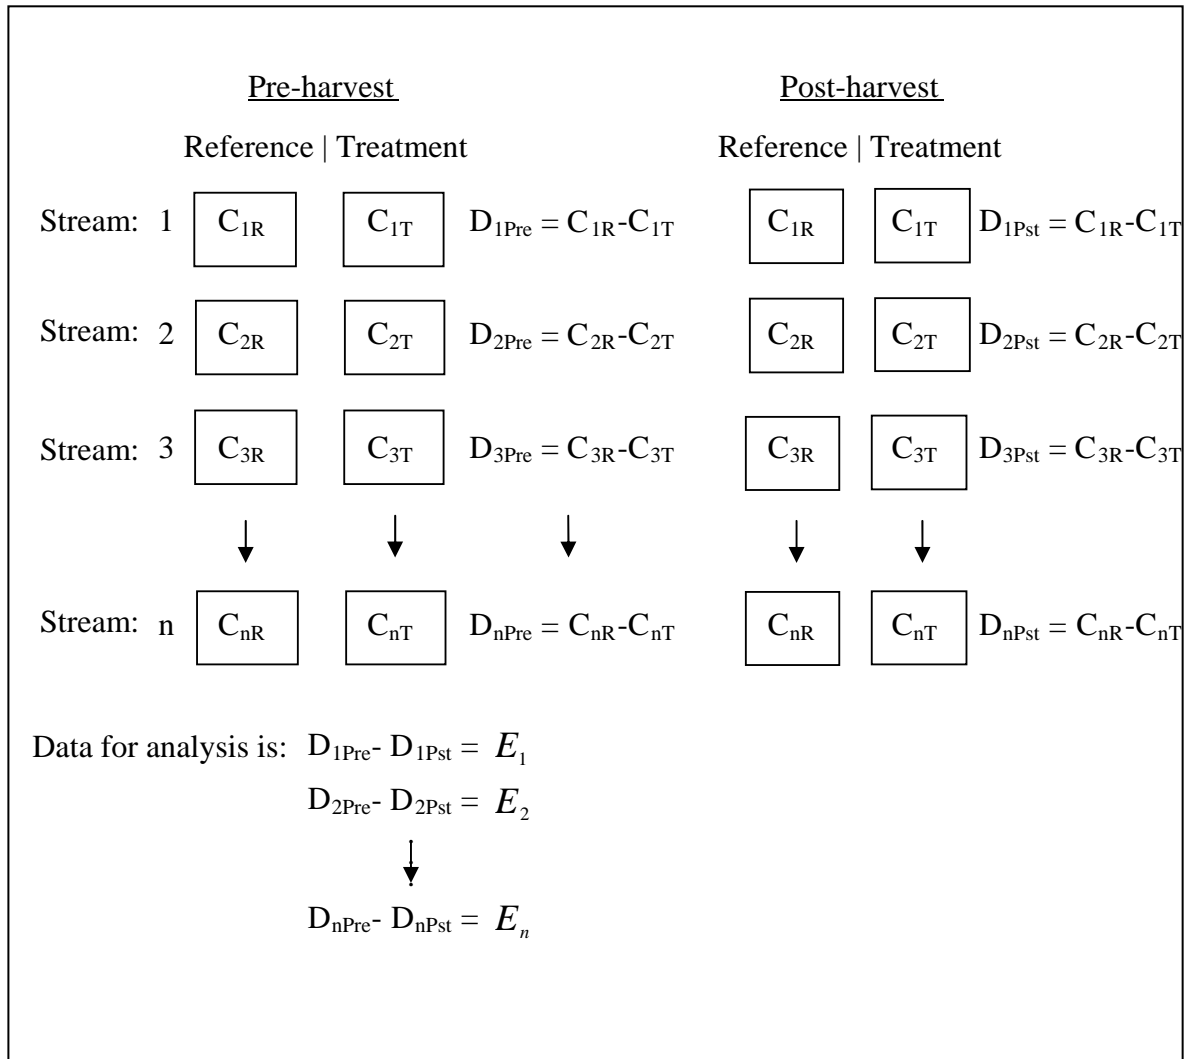 Pre-harvest Post-harvest
Reference | Treatment Reference | Treatment
Stream: 1 C1R C1T D1Pre = C1R-C1T C1R C1T D1Pst = C1R-C1T
Stream: 2 C2R C2T D2Pre = C2R-C2T C2R C2T D2Pst = C2R-C2T
Stream: 3 C3R C3T D3Pre = C3R-C3T C3R C3T D3Pst = C3R-C3T
Stream: n CnR CnT DnPre = CnR-CnT CnR CnT DnPst = CnR-CnT
Data for analysis is: D1Pre- D1Pst = E1
D2Pre- D2Pst = E2
DnPre- DnPst = En